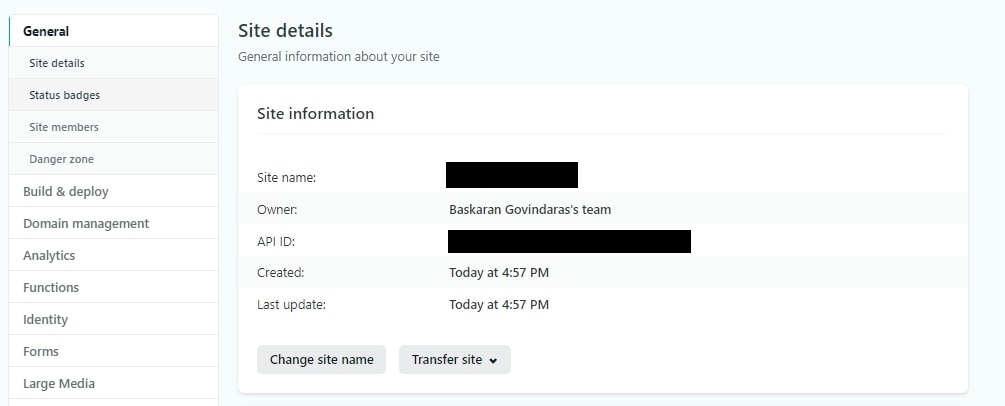 General
Site details
Status badges
Site members
Danger zone
Build & deploy
Domain management
Analytics
Functions
Identity
Forms
Large Media
Site details
General information about your site
Site information
Site name:
Owner: Baskaran Govindaras's team
API ID:
Created: Today at 4:57 PM
Last update: Today at 4:57 PM
Change site name Transfer site